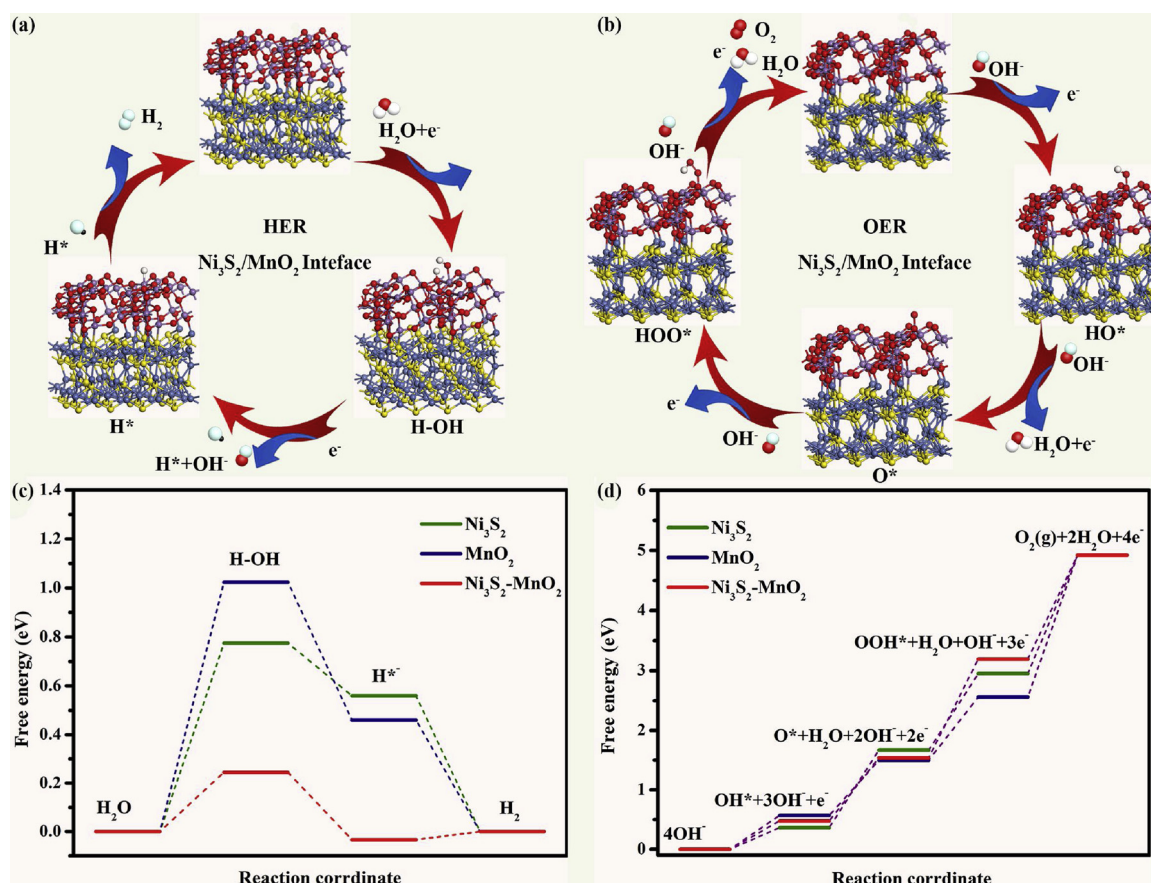 (a)
H₂
H₂O+e⁻
HER
Ni₃S₂/MnO₂ Inteface
H*
H*
H-OH
H*+OH⁻
e⁻
(b)
O₂
e⁻
H₂O
OH⁻
e⁻
OH⁻
OER
Ni₃S₂/MnO₂ Inteface
HOO*
HO*
OH⁻
e⁻
OH⁻
H₂O+e⁻
O*
(c)
1.4
1.2
1.0
0.8
0.6
0.4
0.2
0.0
Free energy (eV)
Ni₃S₂
MnO₂
Ni₃S₂-MnO₂
H-OH
H*⁻
H₂O
H₂
Reaction corrdinate
(d)
6
5
4
3
2
1
0
Free energy (eV)
Ni₃S₂
MnO₂
Ni₃S₂-MnO₂
O₂(g)+2H₂O+4e⁻
OOH*+H₂O+OH⁻+3e⁻
O*+H₂O+2OH⁻+2e⁻
OH*+3OH⁻+e⁻
4OH⁻
Reaction corrdinate